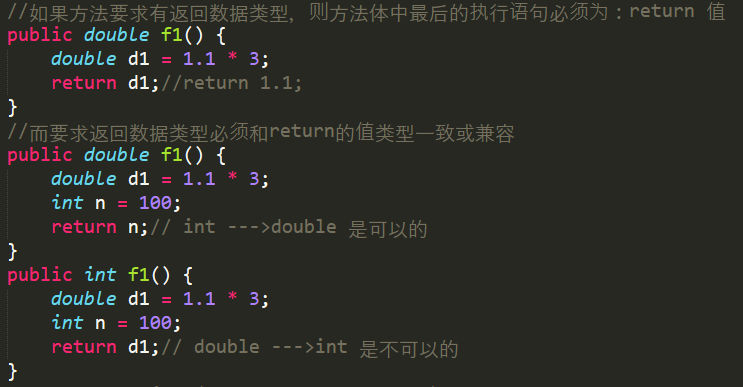 //如果方法要求有返回数据类型，则方法体中最后的执行语句必须为：return 值
public double f1() {
    double d1 = 1.1 * 3;
    return d1;//return 1.1;
}
//而要求返回数据类型必须和return的值类型一致或兼容
public double f1() {
    double d1 = 1.1 * 3;
    int n = 100;
    return n;// int --->double 是可以的
}
public int f1() {
    double d1 = 1.1 * 3;
    int n = 100;
    return d1;// double --->int 是不可以的
}